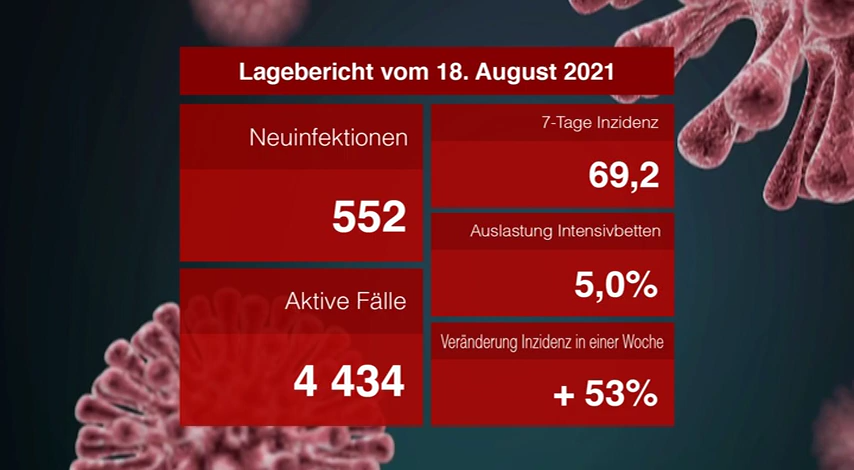 Lagebericht vom 18. August 2021
Neuinfektionen
552
Aktive Fälle
4 434
7-Tage Inzidenz
69,2
Auslastung Intensivbetten
5,0%
Veränderung Inzidenz in einer Woche
+ 53%